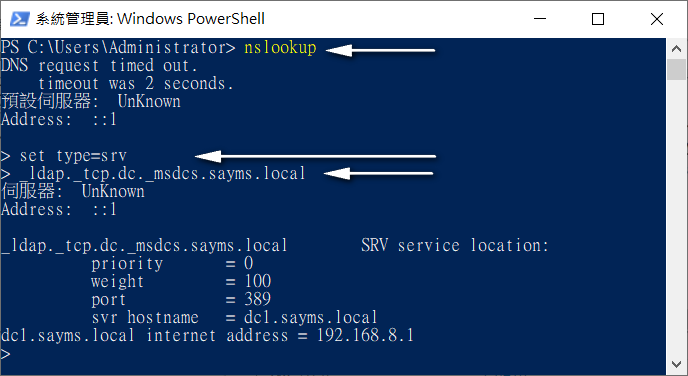 系統管理員: Windows PowerShell
PS C:\Users\Administrator> nslookup
DNS request timed out.
    timeout was 2 seconds.
預設伺服器:  UnKnown
Address:  ::1

> set type=srv
> _ldap._tcp.dc._msdcs.sayms.local
伺服器:  UnKnown
Address:  ::1

_ldap._tcp.dc._msdcs.sayms.local        SRV service location:
          priority       = 0
          weight         = 100
          port           = 389
          svr hostname   = dc1.sayms.local
dc1.sayms.local internet address = 192.168.8.1
>